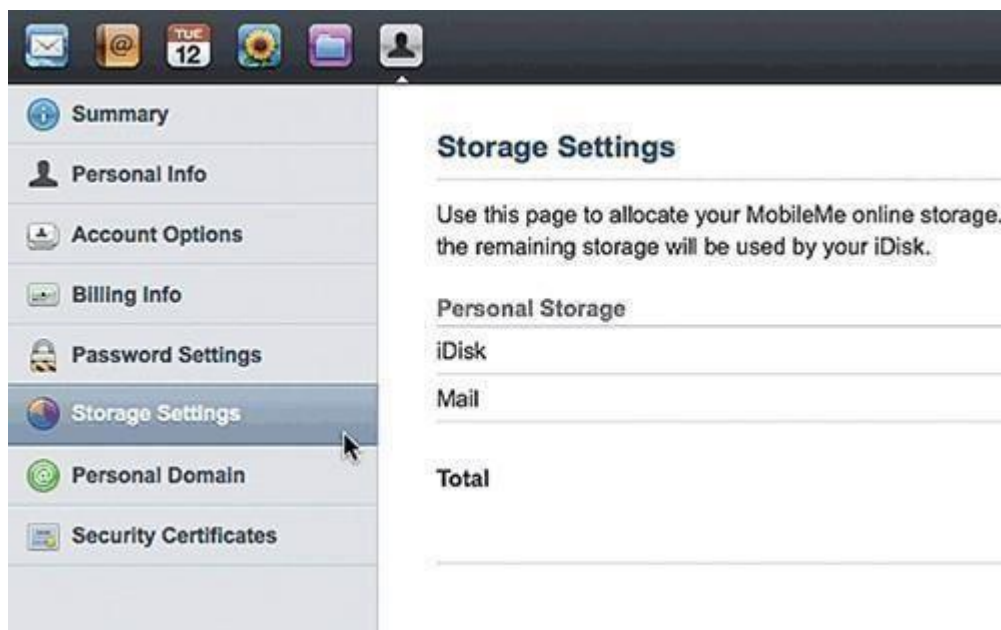 TUE
12
Summary
Personal Info
Account Options
Billing Info
Password Settings
Storage Settings
Personal Domain
Security Certificates
Storage Settings
Use this page to allocate your MobileMe online storage.
the remaining storage will be used by your iDisk.
Personal Storage
iDisk
Mail
Total